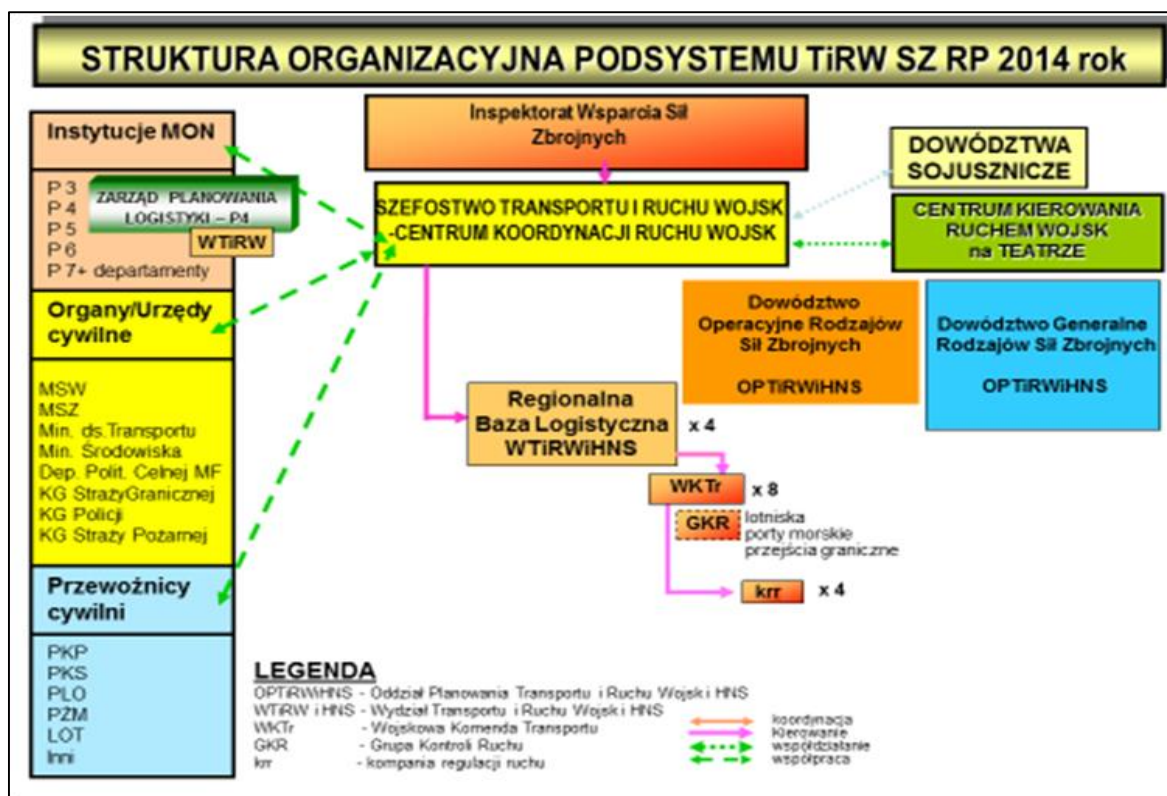 STRUKTURA ORGANIZACYJNA PODSYSTEMU TiRW SZ RP 2014 rok
Instytucje MON
P 3
P 4
P 5
P 6
P 7+ departamenty
ZARZĄD PLANOWANIA
LOGISTYKI – P4
WTiRW
Organy/Urzędy
cywilne
MSW
MSZ
Min. ds.Transportu
Min. Środowiska
Dep. Polit. Celnej MF
KG StrażyGranicznej
KG Policji
KG Straży Pożarnej
Przewoźnicy
cywilni
PKP
PKS
PLO
PŻM
LOT
Inni
Inspektorat Wsparcia Sił
Zbrojnych
SZEFOSTWO TRANSPORTU I RUCHU WOJSK
-CENTRUM KOORDYNACJI RUCHU WOJSK
DOWÓDZTWA
SOJUSZNICZE
CENTRUM KIEROWANIA
RUCHEM WOJSK
na TEATRZE
Dowództwo
Operacyjne Rodzajów
Sił Zbrojnych
OPTiRWiHNS
Dowództwo Generalne
Rodzajów Sił Zbrojnych
OPTiRWiHNS
Regionalna
Baza Logistyczna
WTiRWiHNS
x 4
WKTr
x 8
GKR
lotniska
porty morskie
przejścia graniczne
krr
x 4
LEGENDA
OPTiRWiHNS - Oddział Planowania Transportu i Ruchu Wojsk i HNS
WTiRW i HNS - Wydział Transportu i Ruchu Wojsk i HNS
WKTr - Wojskowa Komenda Transportu
GKR - Grupa Kontroli Ruchu
krr - kompania regulacji ruchu
koordynacja
Kierowanie
współdziałanie
współpraca